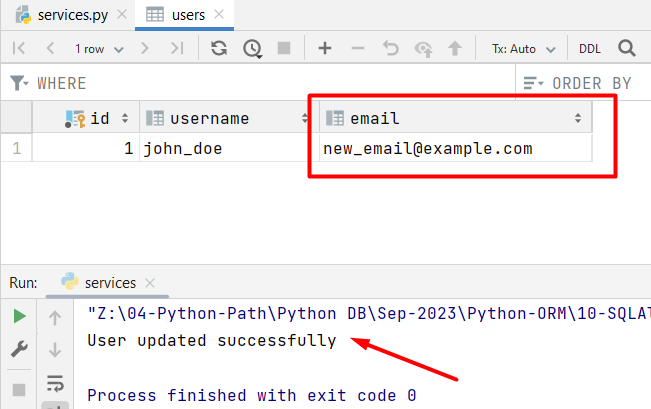 services.py users
1 row Tx: Auto DDL
WHERE ORDER BY
id username email
1 1 john_doe new_email@example.com
Run: services
"Z:\04-Python-Path\Python DB\Sep-2023\Python-ORM\10-SQLAl
User updated successfully
Process finished with exit code 0